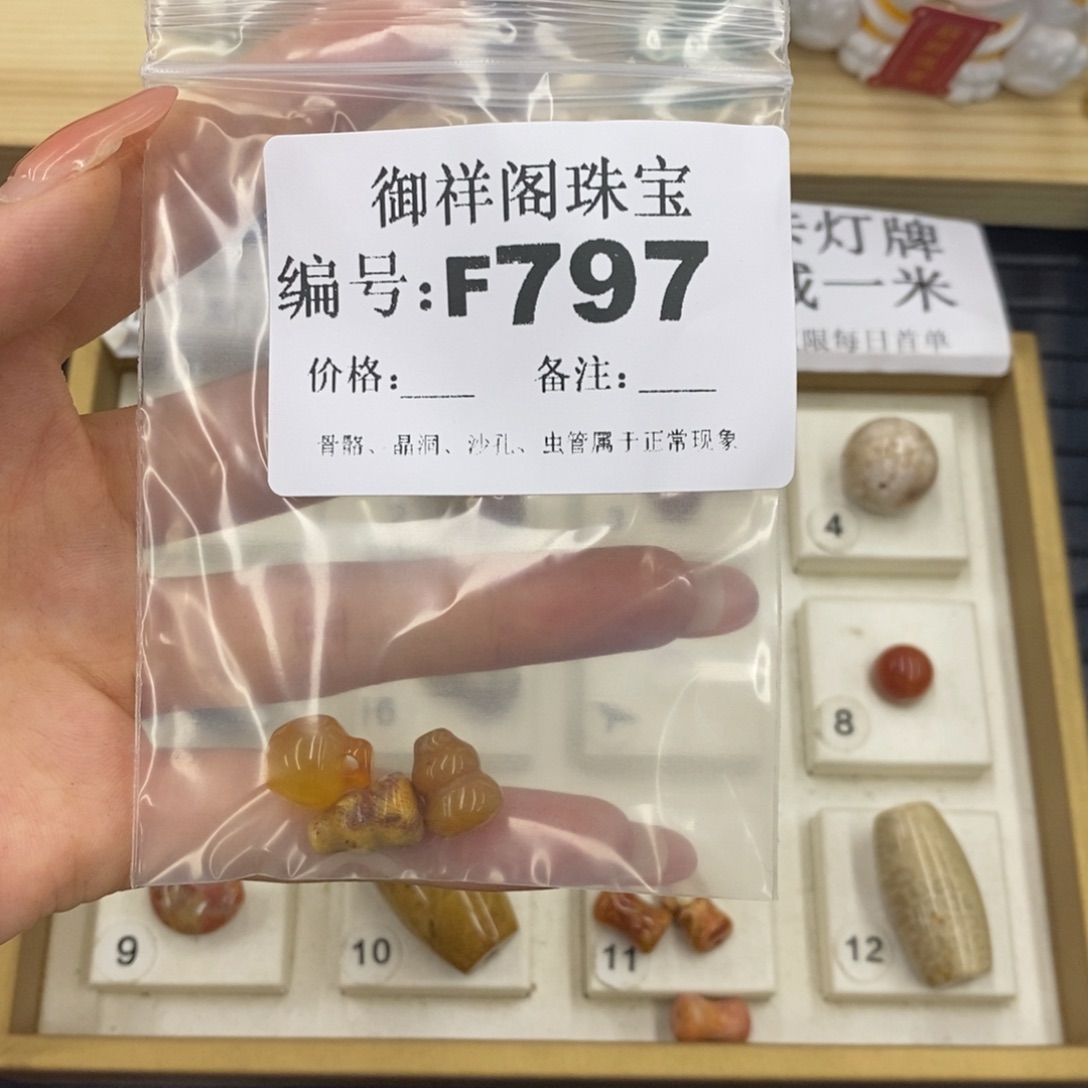 御祥阁珠宝
编号:F797
价格:____ 备注:____
骨骼、晶洞、沙孔、虫管属于正常现象
灯牌
一米
限每日首单
4
8
16
9
10
11
12